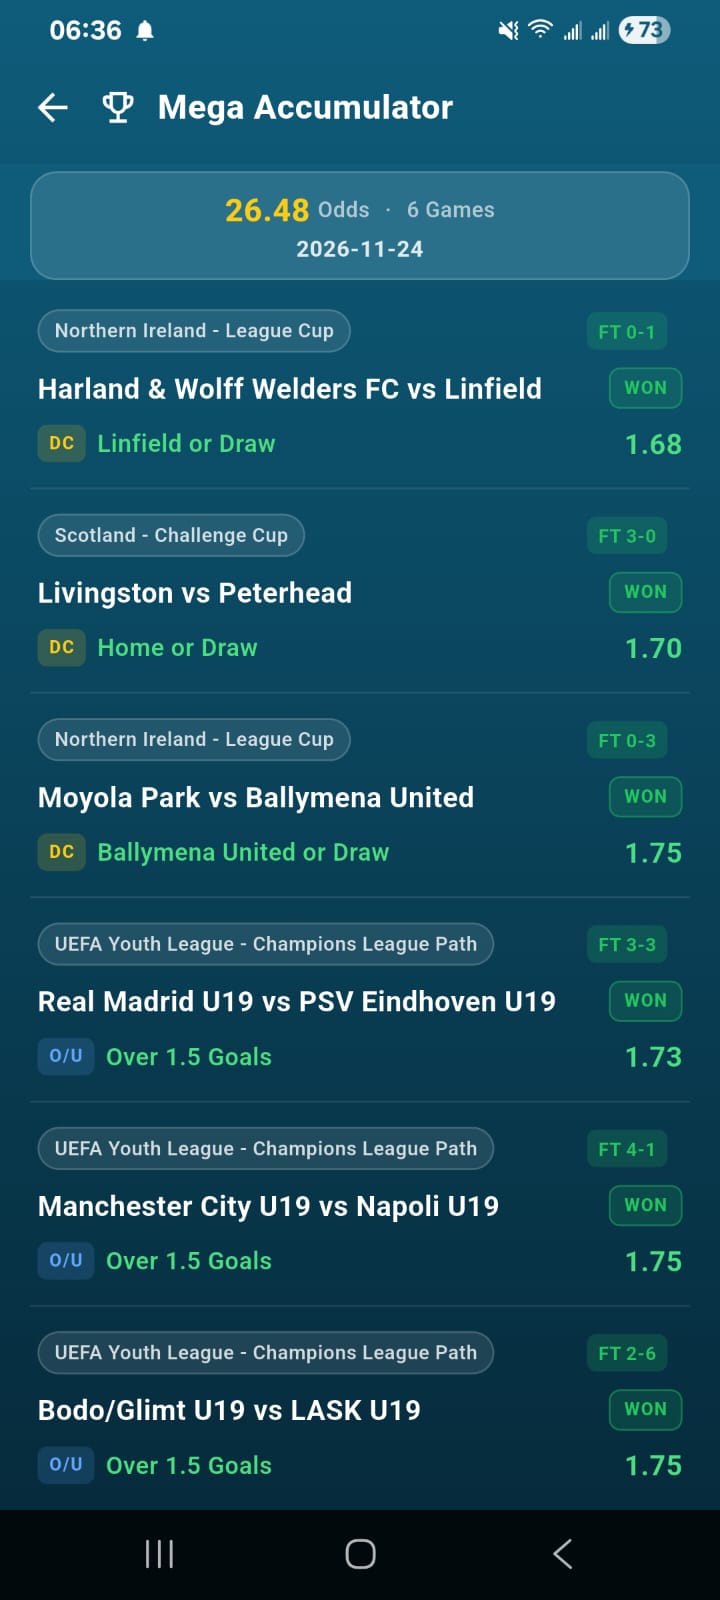 06:36 73
Mega Accumulator
26.48 Odds · 6 Games
2026-11-24
Northern Ireland - League Cup FT 0-1
Harland & Wolff Welders FC vs Linfield WON
DC Linfield or Draw 1.68
Scotland - Challenge Cup FT 3-0
Livingston vs Peterhead WON
DC Home or Draw 1.70
Northern Ireland - League Cup FT 0-3
Moyola Park vs Ballymena United WON
DC Ballymena United or Draw 1.75
UEFA Youth League - Champions League Path FT 3-3
Real Madrid U19 vs PSV Eindhoven U19 WON
O/U Over 1.5 Goals 1.73
UEFA Youth League - Champions League Path FT 4-1
Manchester City U19 vs Napoli U19 WON
O/U Over 1.5 Goals 1.75
UEFA Youth League - Champions League Path FT 2-6
Bodo/Glimt U19 vs LASK U19 WON
O/U Over 1.5 Goals 1.75